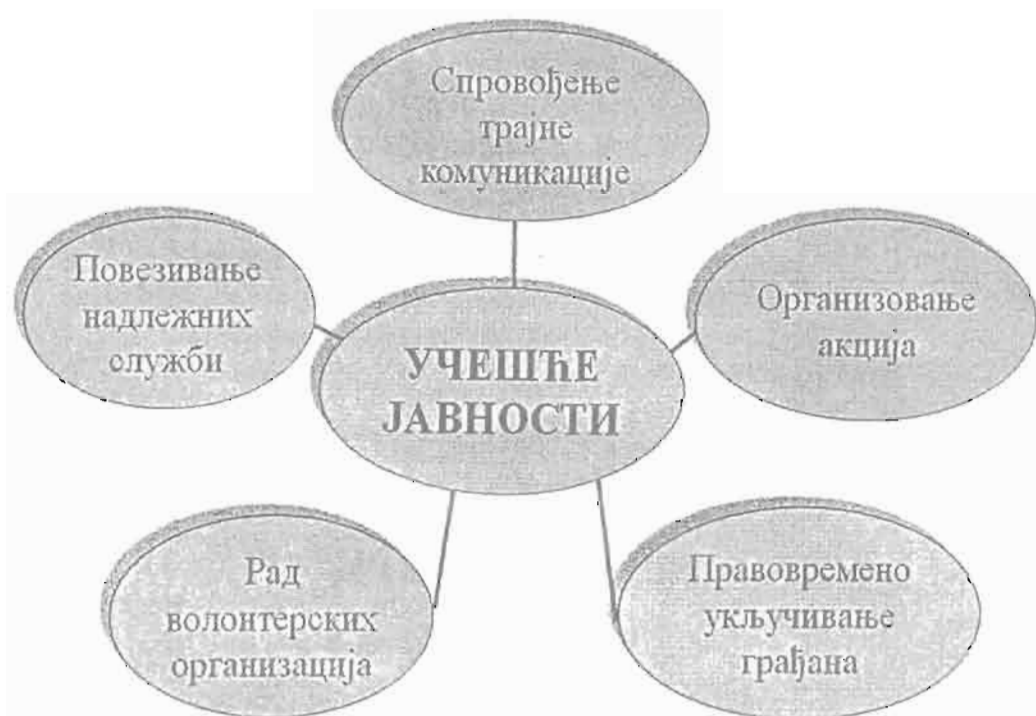 Спровођење
трајне
комуникације
Повезивање
надлежних
служби
Организовање
акција
УЧЕШЋЕ
ЈАВНОСТИ
Рад
волонтерских
организација
Правовремено
укључивање
грађана